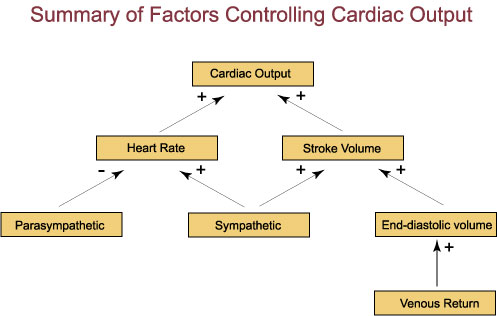 Summary of Factors Controlling Cardiac Output
Cardiac Output
+ +
Heart Rate
Stroke Volume
- + + +
Parasympathetic
Sympathetic
End-diastolic volume
+
Venous Return